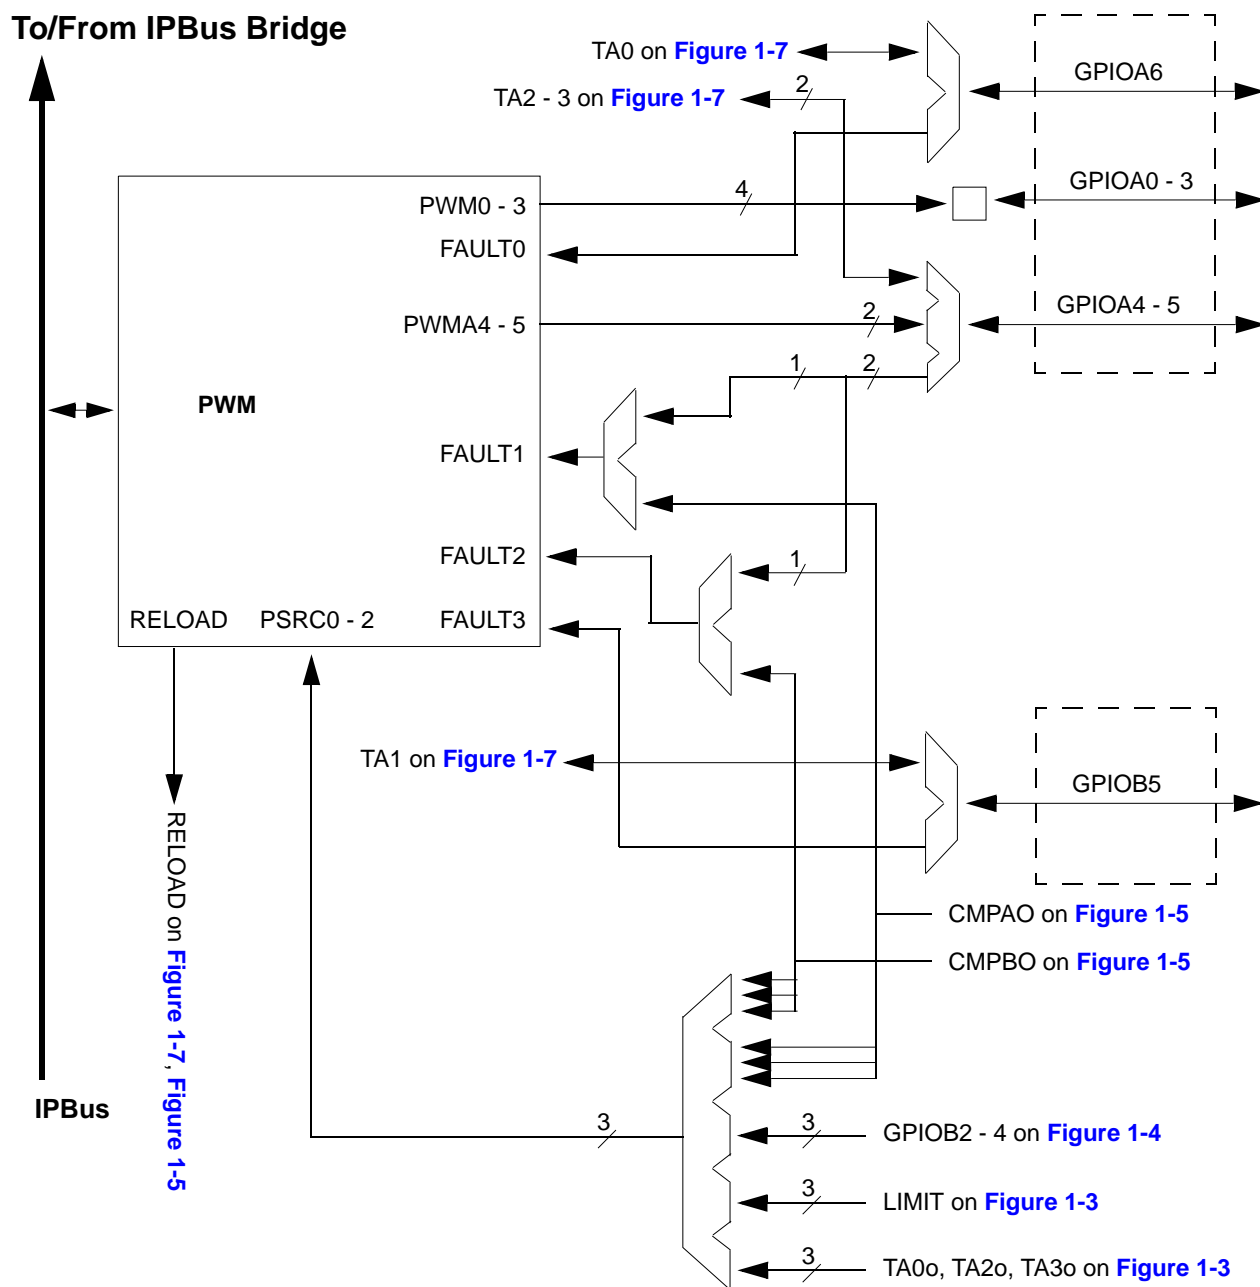 To/From IPBus Bridge
TA0 on Figure 1-7
GPIOA6
TA2 - 3 on Figure 1-7
2
PWM0 - 3
4
GPIOA0 - 3
FAULT0
PWMA4 - 5
2
GPIOA4 - 5
1
2
PWM
FAULT1
FAULT2
1
RELOAD
PSRC0 - 2
FAULT3
TA1 on Figure 1-7
GPIOB5
RELOAD on Figure 1-7, Figure 1-5
CMPAO on Figure 1-5
CMPBO on Figure 1-5
IPBus
3
3
GPIOB2 - 4 on Figure 1-4
3
LIMIT on Figure 1-3
3
TA0o, TA2o, TA3o on Figure 1-3